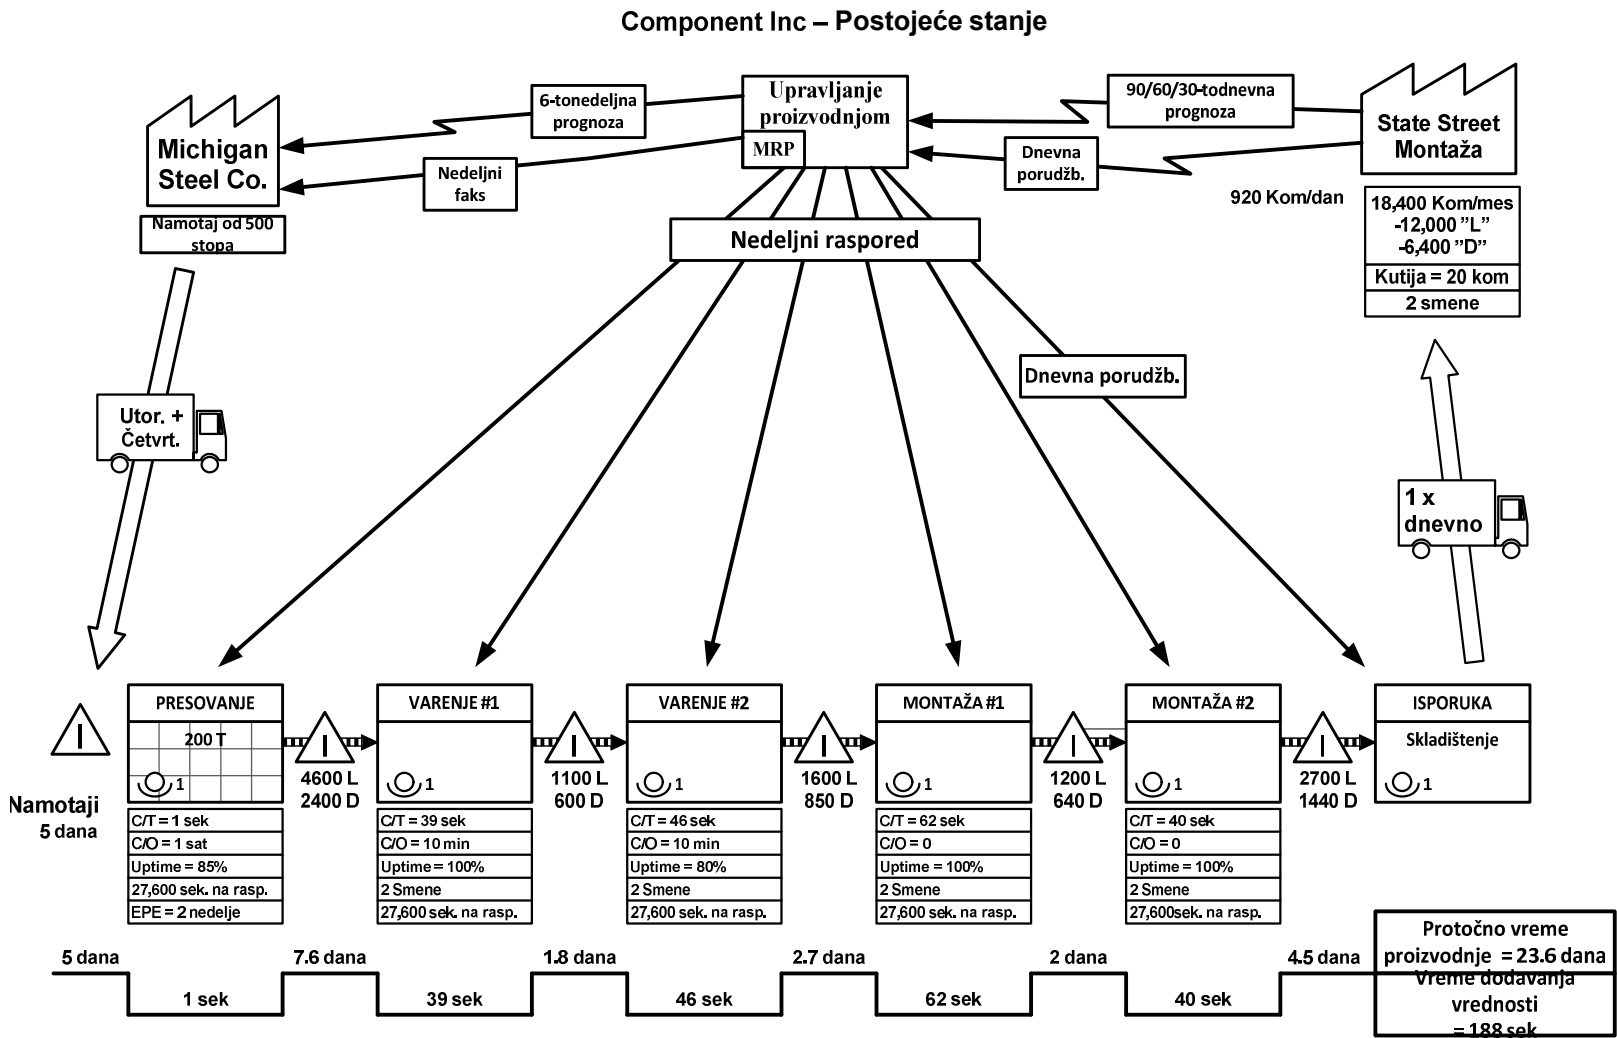 Component Inc – Postojeće stanje
Michigan
Steel Co.
Namotaj od 500
stopa
6-tonedeljna
prognoza
Nedeljni
faks
Upravljanje
proizvodnjom
MRP
90/60/30-todnevna
prognoza
Dnevna
porudžb.
State Street
Montaža
920 Kom/dan
18,400 Kom/mes
-12,000 ”L”
-6,400 ”D”
Kutija = 20 kom
2 smene
Nedeljni raspored
Dnevna porudžb.
Utor. +
Četvrt.
1 x
dnevno
I
Namotaji
5 dana
PRESOVANJE
200 T
1
C/T = 1 sek
C/O = 1 sat
Uptime = 85%
27,600 sek. na rasp.
EPE = 2 nedelje
I
4600 L
2400 D
VARENJE #1
1
C/T = 39 sek
C/O = 10 min
Uptime = 100%
2 Smene
27,600 sek. na rasp.
I
1100 L
600 D
VARENJE #2
1
C/T = 46 sek
C/O = 10 min
Uptime = 80%
2 Smene
27,600 sek. na rasp.
I
1600 L
850 D
MONTAŽA #1
1
C/T = 62 sek
C/O = 0
Uptime = 100%
2 Smene
27,600 sek. na rasp.
I
1200 L
640 D
MONTAŽA #2
1
C/T = 40 sek
C/O = 0
Uptime = 100%
2 Smene
27,600sek. na rasp.
I
2700 L
1440 D
ISPORUKA
Skladištenje
1
5 dana
1 sek
7.6 dana
39 sek
1.8 dana
46 sek
2.7 dana
62 sek
2 dana
40 sek
4.5 dana
Protočno vreme
proizvodnje = 23.6 dana
Vreme dodavanja
vrednosti
= 188 sek